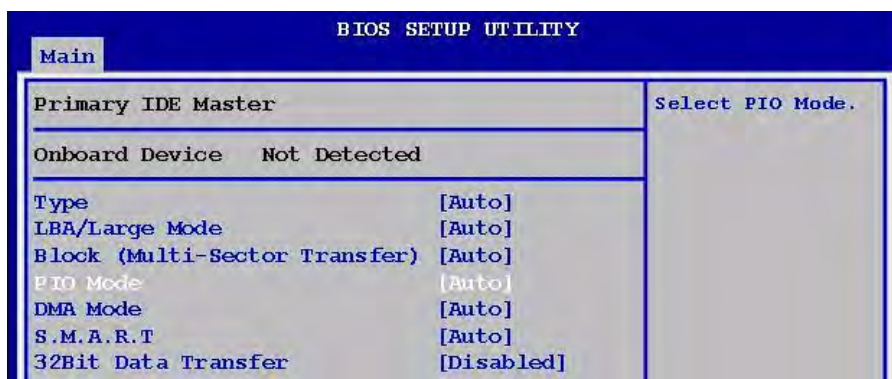 BIOS SETUP UTILITY
Main
Primary IDE Master
Select PIO Mode.
Onboard Device Not Detected
Type [Auto]
LBA/Large Mode [Auto]
Block (Multi-Sector Transfer) [Auto]
PIO Mode [Auto]
DMA Mode [Auto]
S.M.A.R.T [Auto]
32Bit Data Transfer [Disabled]